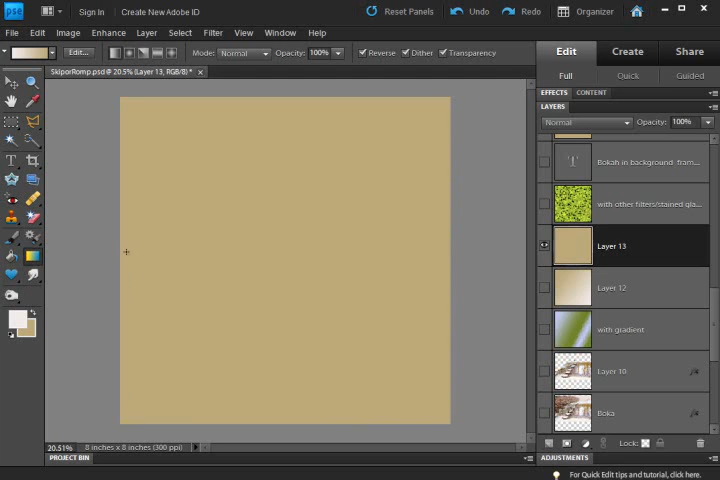 pse Sign In Create New Adobe ID Reset Panels Undo Redo Organizer
File Edit Image Enhance Layer Select Filter View Window Help
Edit... Mode: Normal Opacity: 100% Reverse Dither Transparency
Edit Create Share
SkiporRomp.psd @ 20.5% (Layer 13, RGB/8) *
Full Quick Guided
EFFECTS CONTENT
LAYERS
Normal Opacity: 100%
Bokah in background fram...
with other filters/stained gla...
Layer 13
Layer 12
with gradient
Layer 10
Boka
20.51% 8 inches x 8 inches (300 ppi) Lock:
PROJECT BIN ADJUSTMENTS
For Quick Edit tips and tutorial, click here.